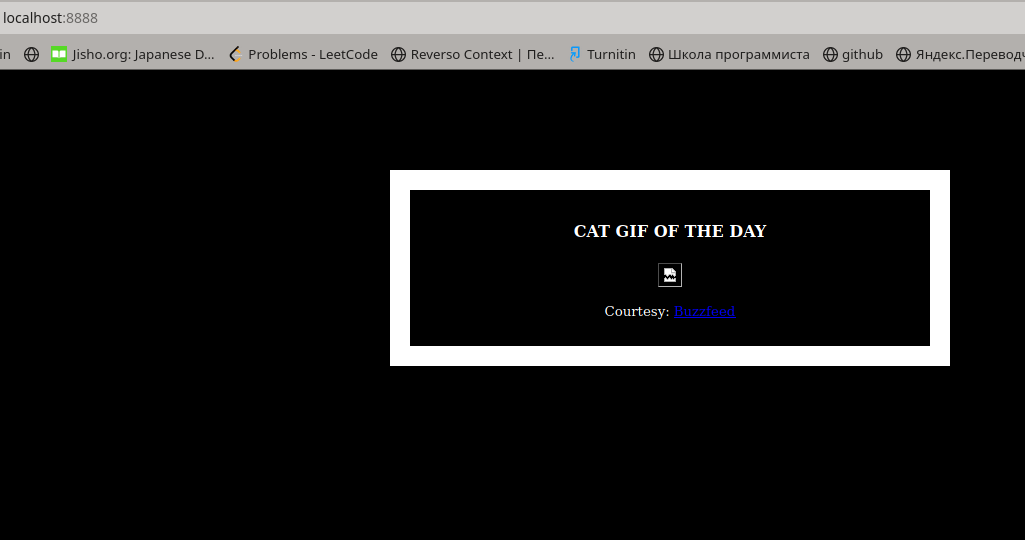 localhost:8888
in Jisho.org: Japanese D... Problems - LeetCode Reverso Context | Пе... Turnitin Школа программиста github Яндекс.Переводч
CAT GIF OF THE DAY
Courtesy: Buzzfeed